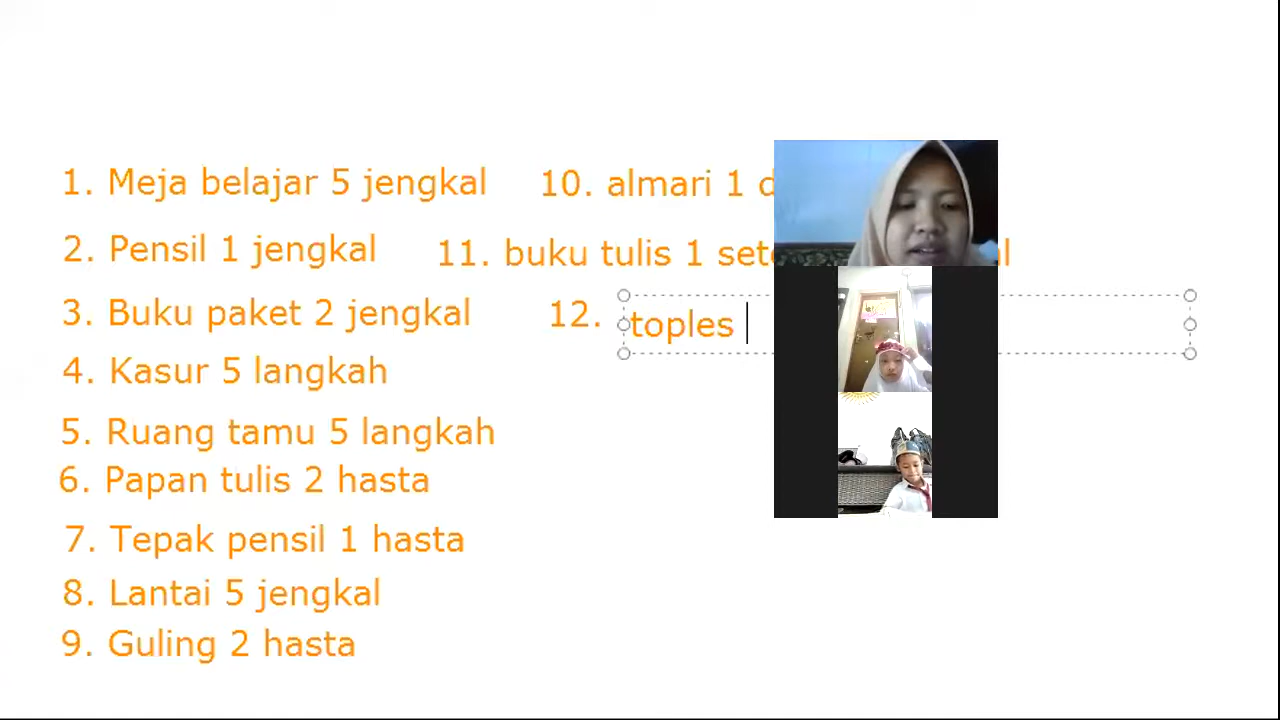 1. Meja belajar 5 jengkal
2. Pensil 1 jengkal
3. Buku paket 2 jengkal
4. Kasur 5 langkah
5. Ruang tamu 5 langkah
6. Papan tulis 2 hasta
7. Tepak pensil 1 hasta
8. Lantai 5 jengkal
9. Guling 2 hasta
10. almari 1
11. buku tulis 1
12. toples